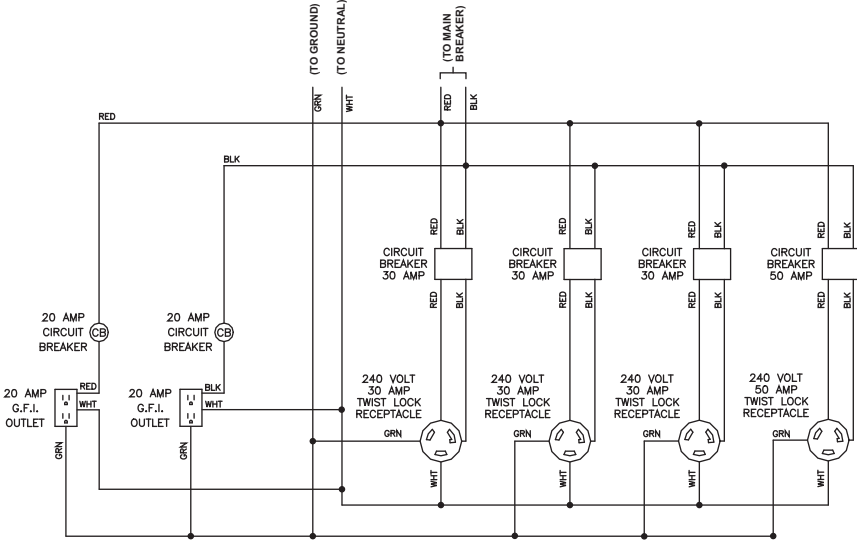 (TO GROUND)
(TO NEUTRAL)
(TO MAIN
BREAKER)
GRN
WHT
RED
BLK
RED
BLK
RED
BLK
RED
BLK
RED
BLK
RED
BLK
CIRCUIT
BREAKER
30 AMP
CIRCUIT
BREAKER
30 AMP
CIRCUIT
BREAKER
30 AMP
CIRCUIT
BREAKER
50 AMP
RED
BLK
RED
BLK
RED
BLK
RED
BLK
20 AMP
CIRCUIT
BREAKER
CB
20 AMP
CIRCUIT
BREAKER
CB
20 AMP
G.F.I.
OUTLET
RED
WHT
GRN
20 AMP
G.F.I.
OUTLET
BLK
WHT
GRN
240 VOLT
30 AMP
TWIST LOCK
RECEPTACLE
GRN
WHT
240 VOLT
30 AMP
TWIST LOCK
RECEPTACLE
GRN
WHT
240 VOLT
30 AMP
TWIST LOCK
RECEPTACLE
GRN
WHT
240 VOLT
50 AMP
TWIST LOCK
RECEPTACLE
GRN
WHT